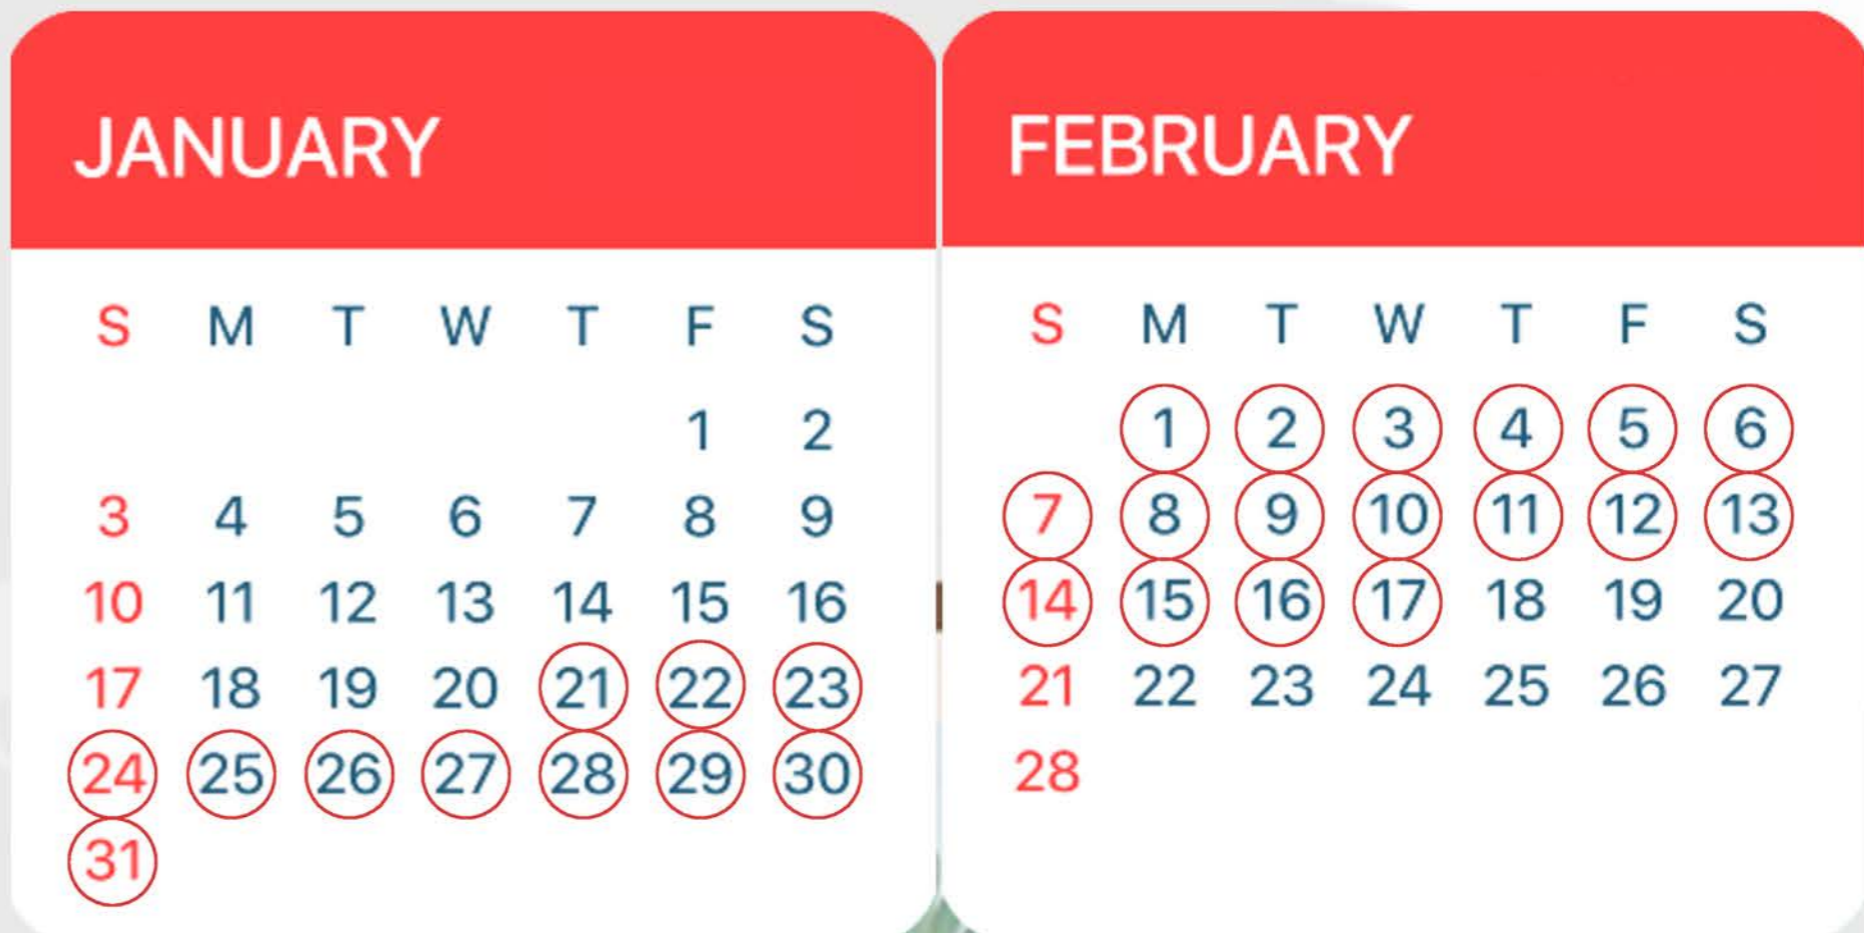 JANUARY
S M T W T F S
1 2
3 4 5 6 7 8 9
10 11 12 13 14 15 16
17 18 19 20 21 22 23
24 25 26 27 28 29 30
31
FEBRUARY
S M T W T F S
1 2 3 4 5 6
7 8 9 10 11 12 13
14 15 16 17 18 19 20
21 22 23 24 25 26 27
28